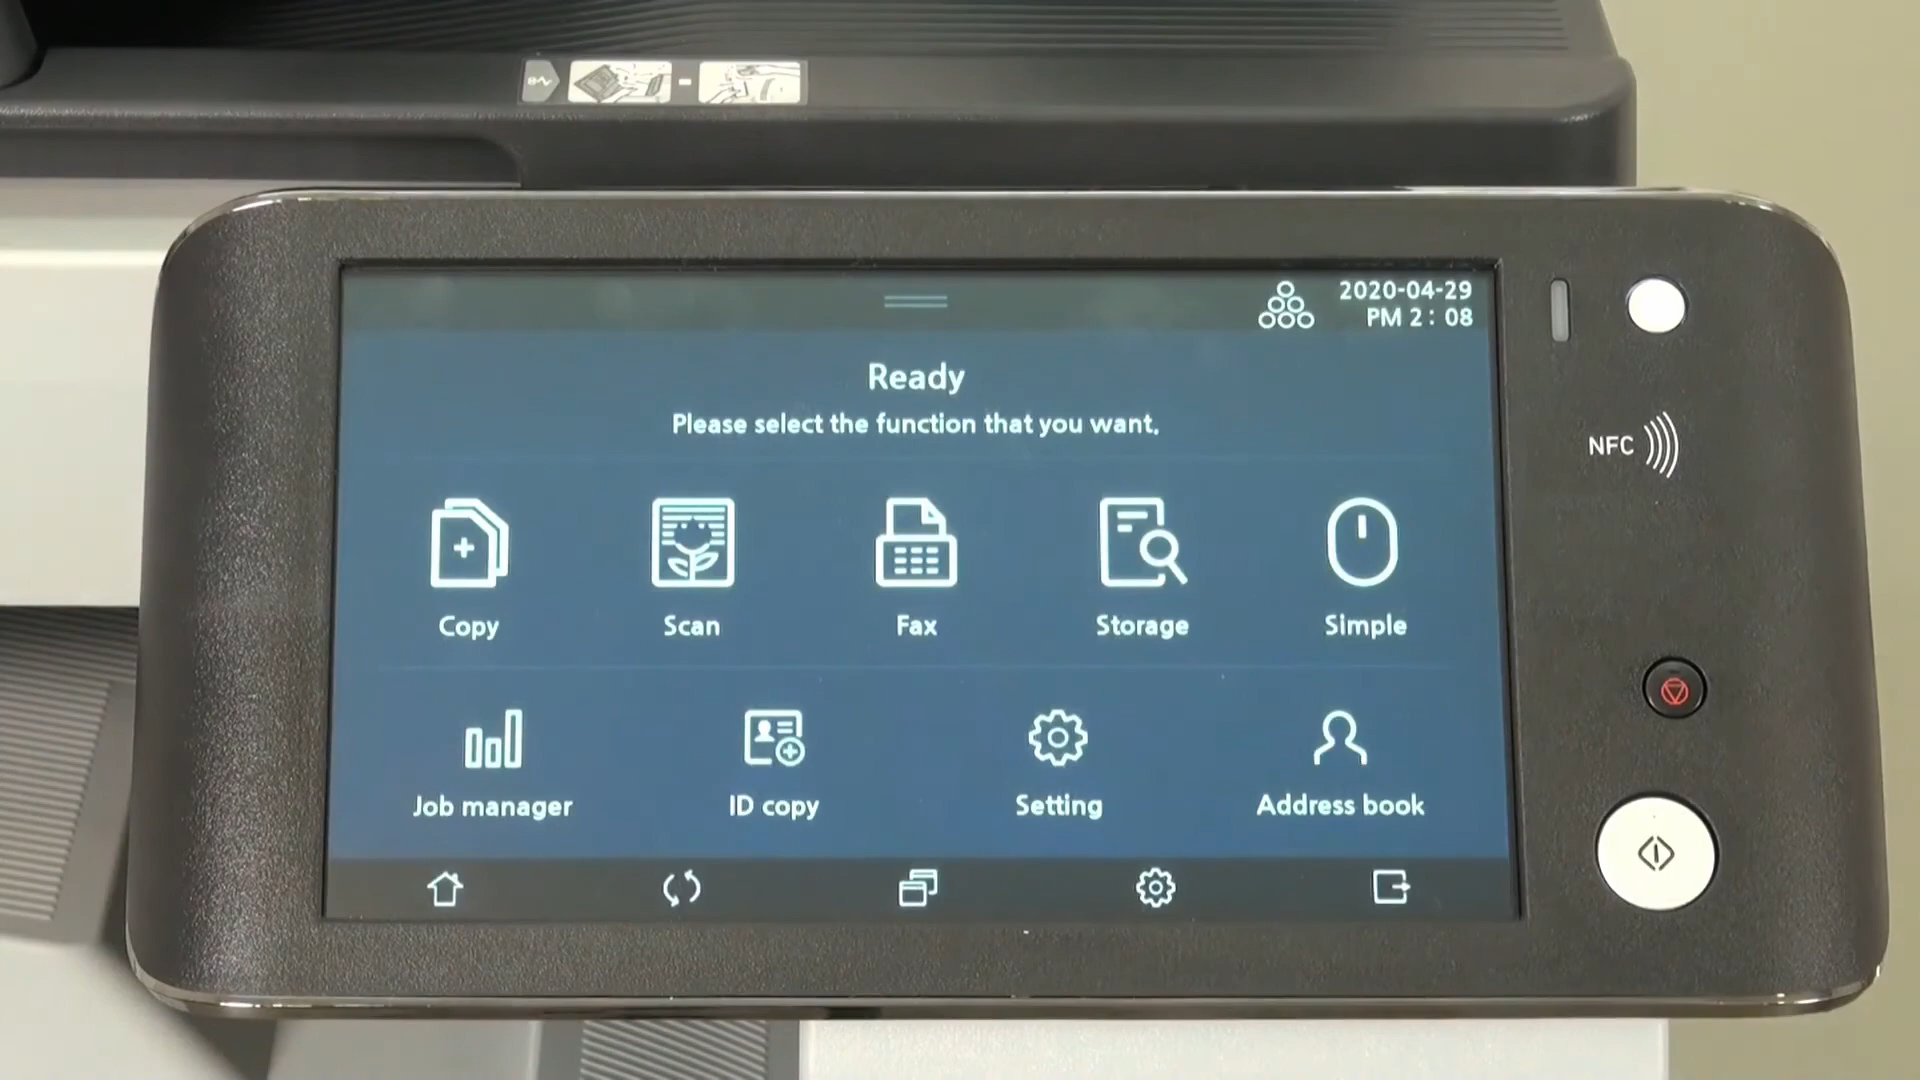 2020-04-29
PM 2 : 08
Ready
Please select the function that you want.
NFC
Copy
Scan
Fax
Storage
Simple
Job manager
ID copy
Setting
Address book